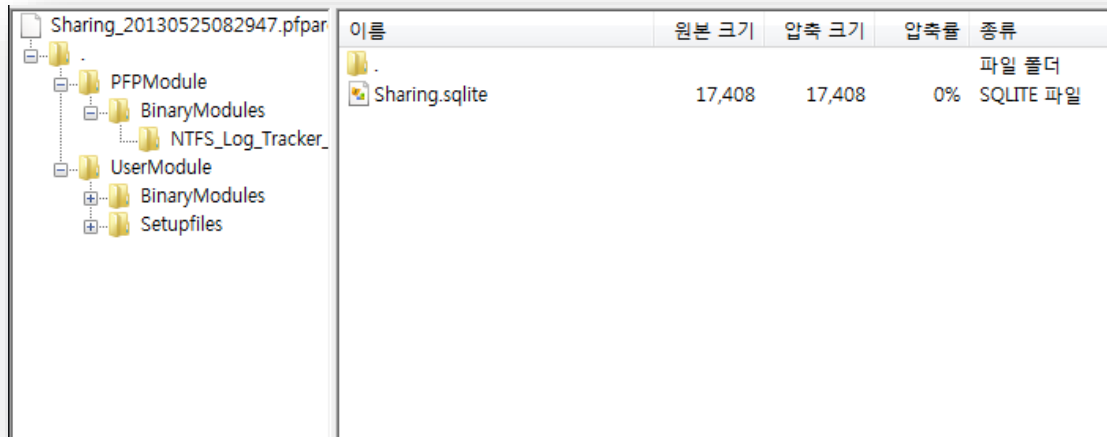 Sharing_20130525082947.pfpar
.
PFPModule
BinaryModules
NTFS_Log_Tracker_
UserModule
BinaryModules
Setupfiles
이름 원본 크기 압축 크기 압축률 종류
. 파일 폴더
Sharing.sqlite 17,408 17,408 0% SQLITE 파일